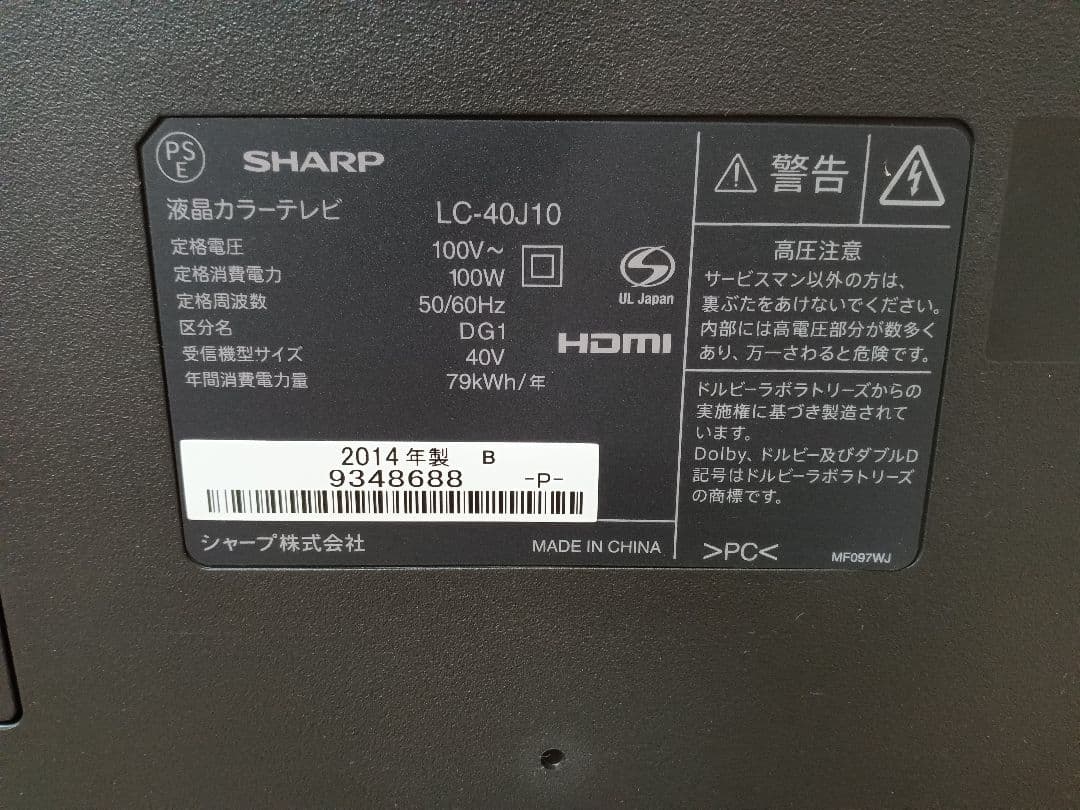 PS
E
SHARP
液晶カラーテレビ LC-40J10
定格電圧 100V～
定格消費電力 100W
定格周波数 50/60Hz
区分名 DG1
受信機型サイズ 40V
年間消費電力量 79kWh/年
UL Japan
HDMI
2014年製 B
9348688 -P-
シャープ株式会社 MADE IN CHINA
警告
高圧注意
サービスマン以外の方は、
裏ぶたをあけないでください。
内部には高電圧部分が数多く
あり、万一さわると危険です。
ドルビーラボラトリーズからの
実施権に基づき製造されて
います。
Dolby、ドルビー及びダブルD
記号はドルビーラボラトリーズ
の商標です。
>PC< MF097WJ